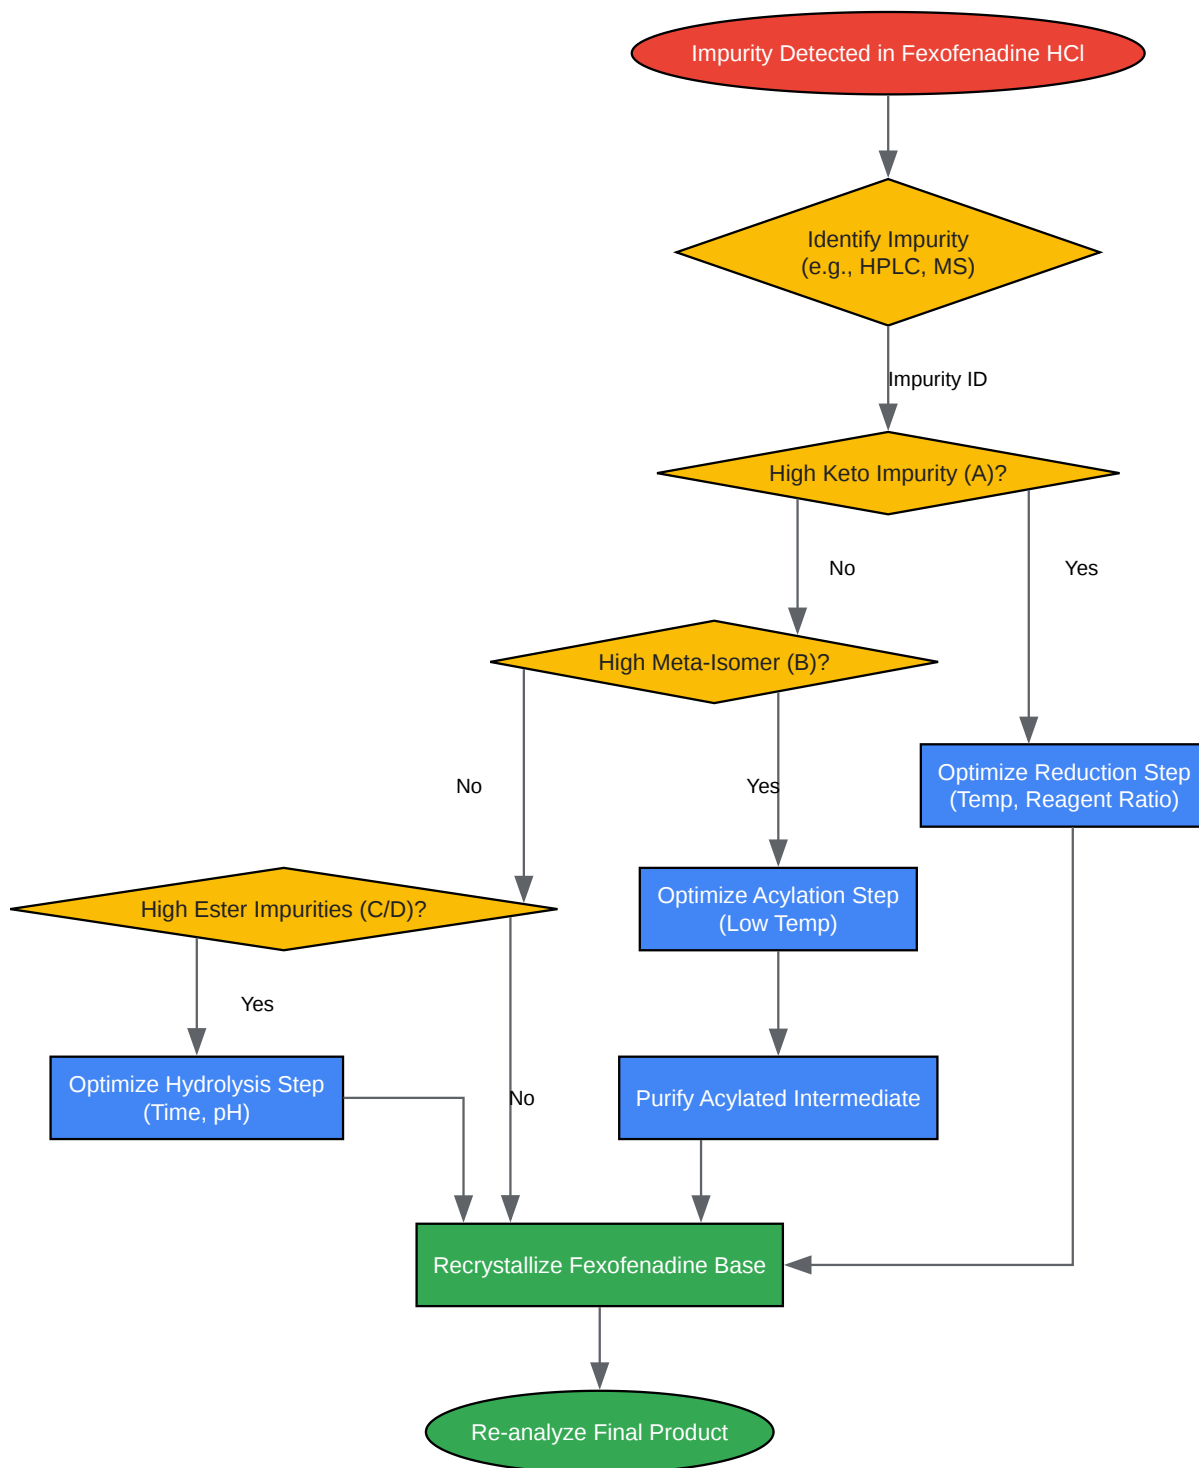 Impurity Detected in Fexofenadine HCl
Identify Impurity
(e.g., HPLC, MS)
Impurity ID
High Keto Impurity (A)?
No
Yes
High Meta-Isomer (B)?
No
Yes
Optimize Reduction Step
(Temp, Reagent Ratio)
High Ester Impurities (C/D)?
Optimize Acylation Step
(Low Temp)
Yes
No
Optimize Hydrolysis Step
(Time, pH)
Purify Acylated Intermediate
Recrystallize Fexofenadine Base
Re-analyze Final Product